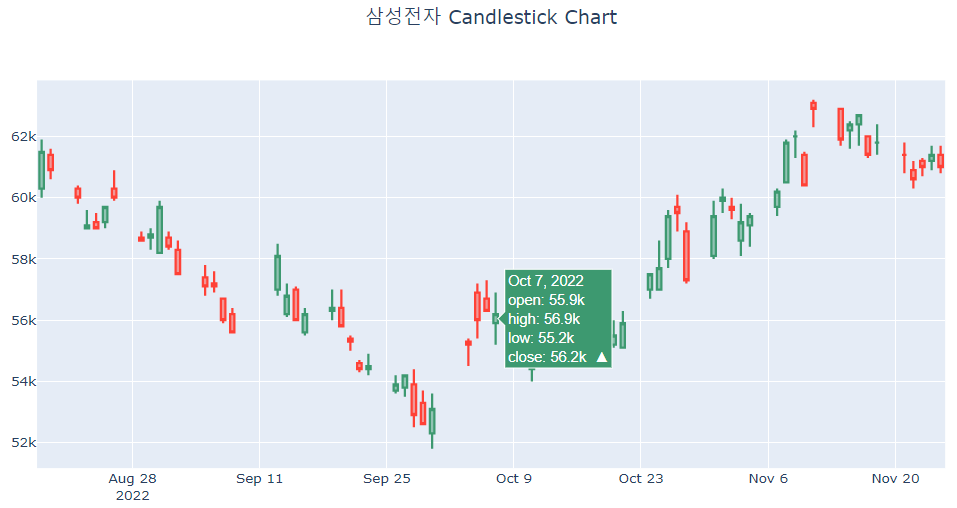 삼성전자 Candlestick Chart
62k
60k
58k
56k
54k
52k
Oct 7, 2022
open: 55.9k
high: 56.9k
low: 55.2k
close: 56.2k ▲
Aug 28
2022
Sep 11
Sep 25
Oct 9
Oct 23
Nov 6
Nov 20